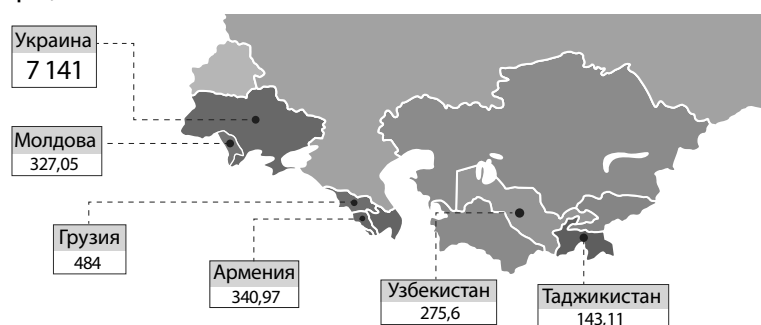 Украина
7 141
Молдова
327,05
Грузия
484
Армения
340,97
Узбекистан
275,6
Таджикистан
143,11